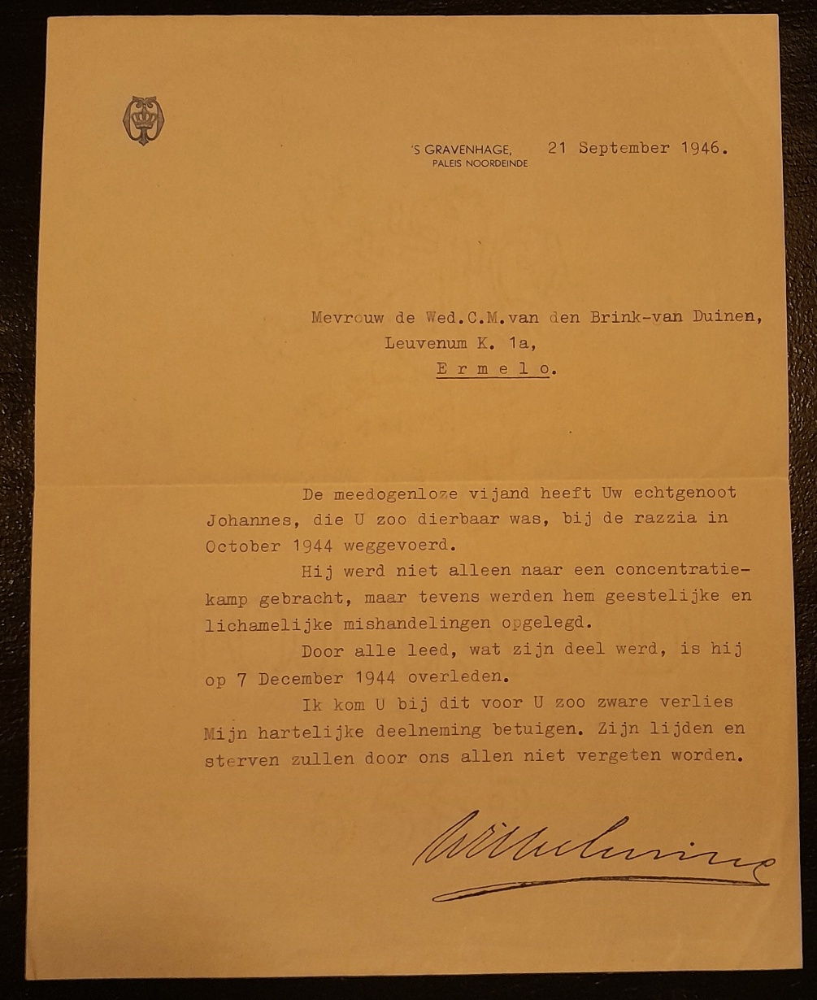 'S GRAVENHAGE, 21 September 1946.
PALEIS NOORDEINDE
Mevrouw de Wed.C.M.van den Brink-van Duinen,
Leuvenum K. 1a,
E r m e l o.
De meedogenloze vijand heeft Uw echtgenoot
Johannes, die U zoo dierbaar was, bij de razzia in
October 1944 weggevoerd.
Hij werd niet alleen naar een concentratie-
kamp gebracht, maar tevens werden hem geestelijke en
lichamelijke mishandelingen opgelegd.
Door alle leed, wat zijn deel werd, is hij
op 7 December 1944 overleden.
Ik kom U bij dit voor U zoo zware verlies
Mijn hartelijke deelneming betuigen. Zijn lijden en
sterven zullen door ons allen niet vergeten worden.
Wilhelmina